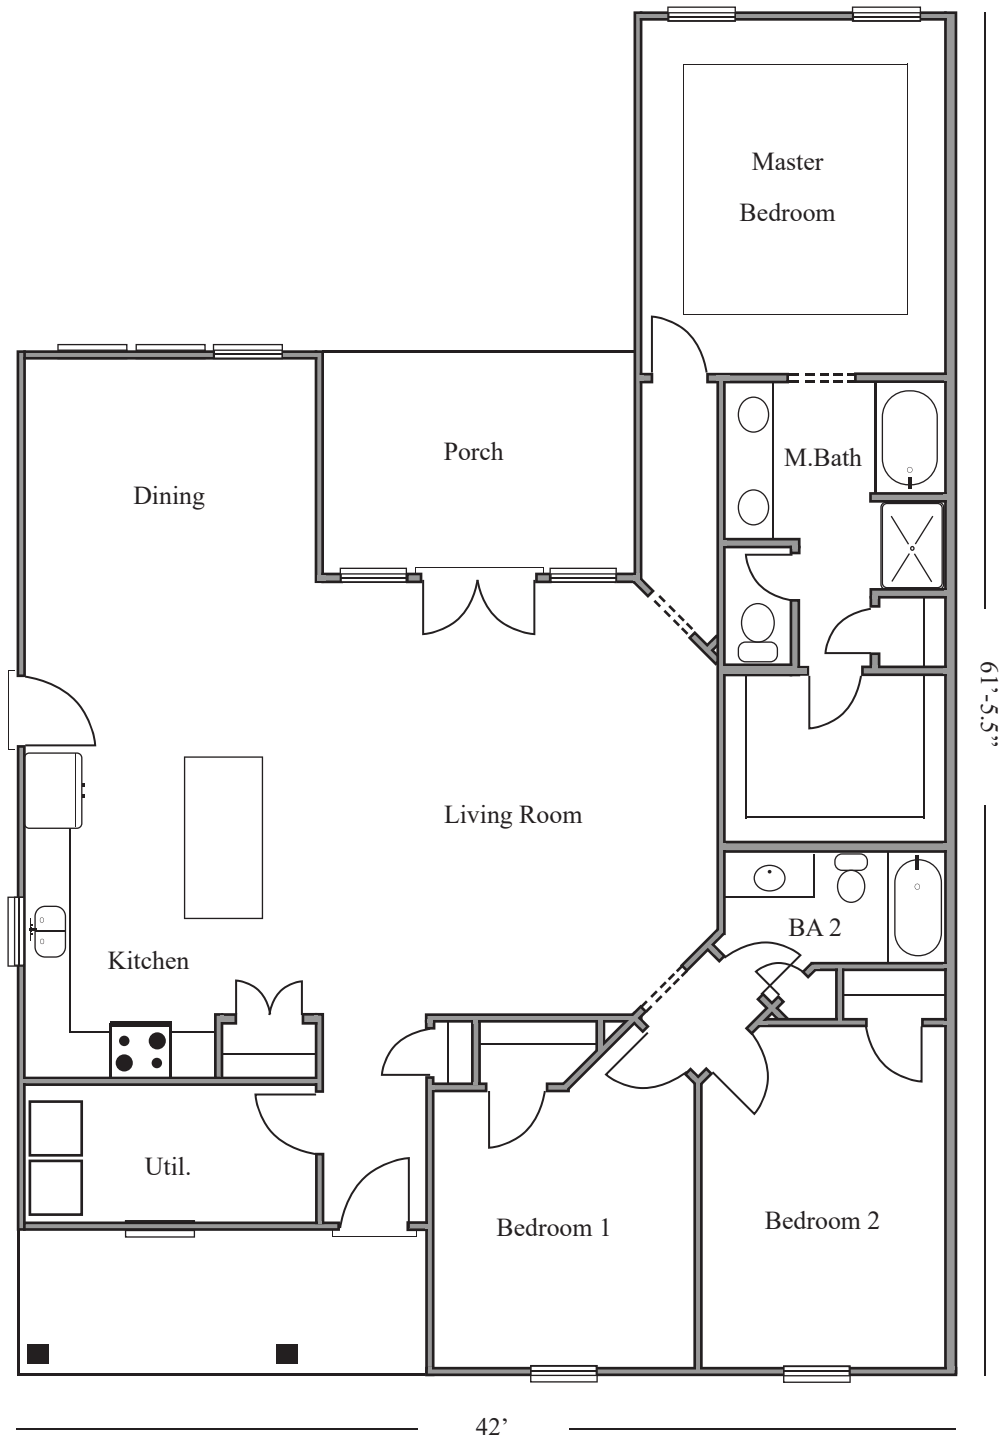 Master
Bedroom
Porch
M.Bath
Dining
61’-5.5”
Living Room
BA 2
Kitchen
Util.
Bedroom 1
Bedroom 2
42’